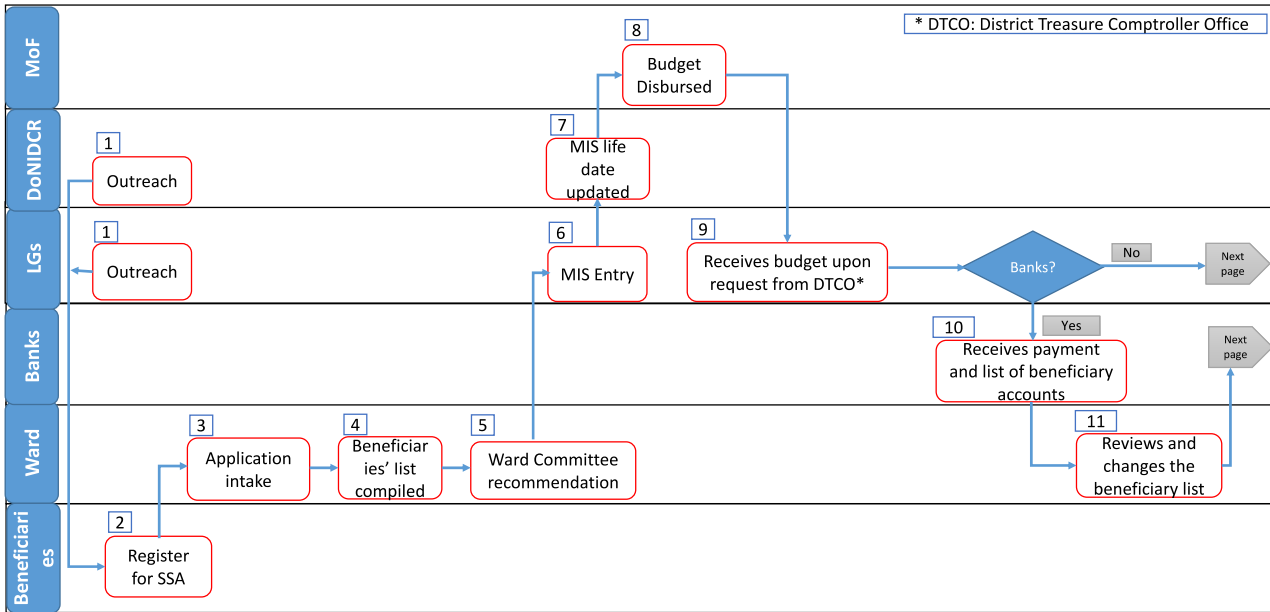 * DTCO: District Treasure Comptroller Office
MoF
8
Budget
Disbursed
DoNIDCR
1
Outreach
7
MIS life
date
updated
LGs
1
Outreach
6
MIS Entry
9
Receives budget upon
request from DTCO*
Banks?
No
Next
page
Banks
Yes
10
Receives payment
and list of beneficiary
accounts
Next
page
Ward
3
Application
intake
4
Beneficiar
ies’ list
compiled
5
Ward Committee
recommendation
11
Reviews and
changes the
beneficiary list
Beneficiari
es
2
Register
for SSA